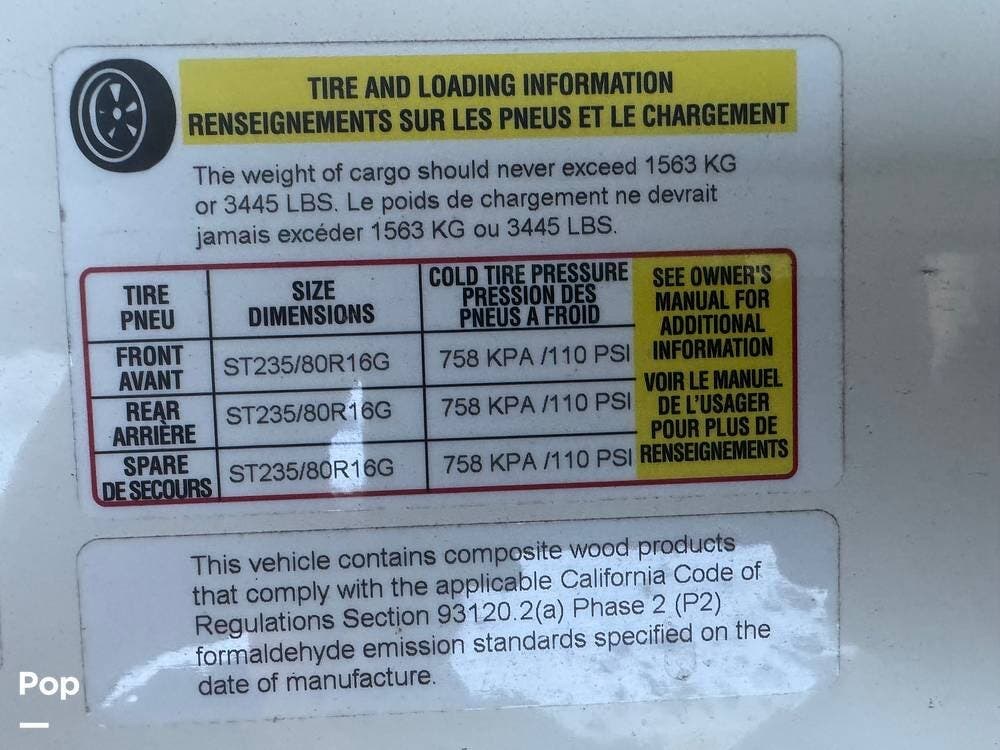 TIRE AND LOADING INFORMATION
RENSEIGNEMENTS SUR LES PNEUS ET LE CHARGEMENT
The weight of cargo should never exceed 1563 KG
or 3445 LBS. Le poids de chargement ne devrait
jamais excéder 1563 KG ou 3445 LBS.
TIRE
PNEU
SIZE
DIMENSIONS
COLD TIRE PRESSURE
PRESSION DES
PNEUS A FROID
FRONT
AVANT
ST235/80R16G
758 KPA /110 PSI
REAR
ARRIÈRE
ST235/80R16G
758 KPA /110 PSI
SPARE
DE SECOURS
ST235/80R16G
758 KPA /110 PSI
SEE OWNER'S
MANUAL FOR
ADDITIONAL
INFORMATION
VOIR LE MANUEL
DE L'USAGER
POUR PLUS DE
RENSEIGNEMENTS
This vehicle contains composite wood products
that comply with the applicable California Code of
Regulations Section 93120.2(a) Phase 2 (P2)
formaldehyde emission standards specified on the
date of manufacture.
Pop